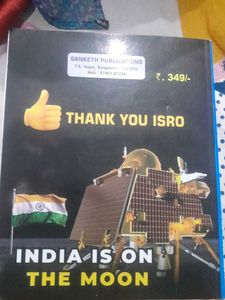 SANKETH PUBLICATIONS
₹. 349/-
THANK YOU ISRO
INDIA IS ON
THE MOON